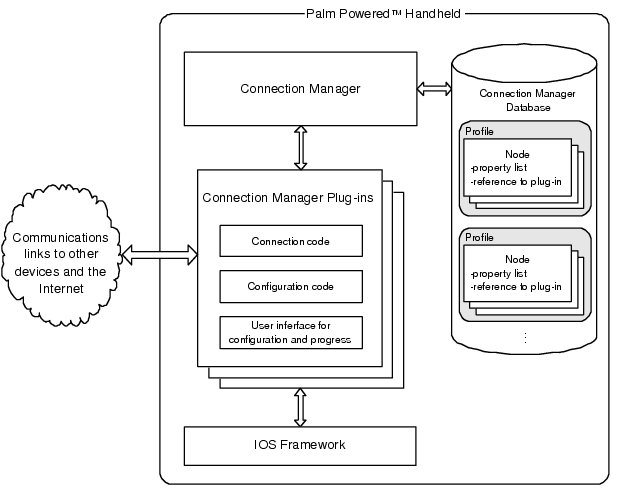 Palm Powered™ Handheld
Connection Manager
Connection Manager
Database
Profile
Node
-property list
-reference to plug-in
Profile
Node
-property list
-reference to plug-in
⋮
Connection Manager Plug-ins
Connection code
Configuration code
User inferface for
configuration and progress
Communications
links to other
devices and the
Internet
IOS Framework